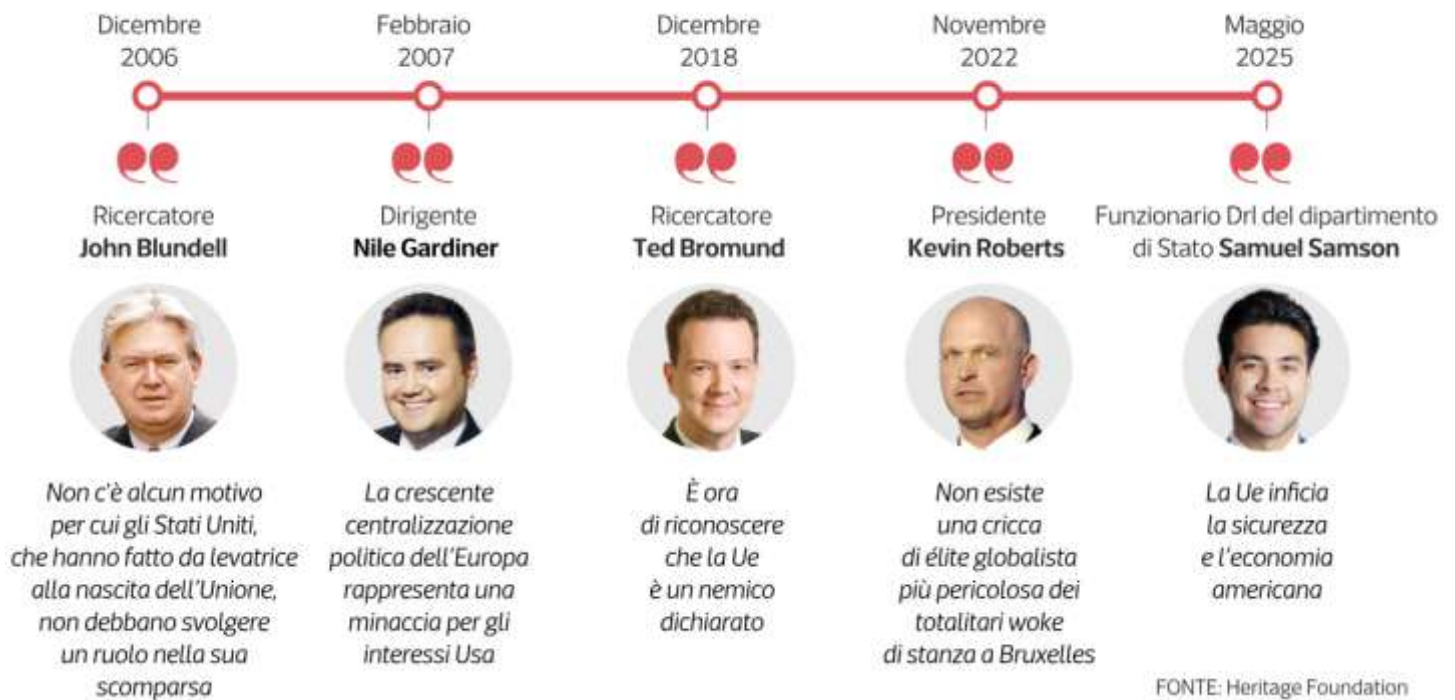 Dicembre
2006
Febbraio
2007
Dicembre
2018
Novembre
2022
Maggio
2025
Ricercatore
John Blundell
Dirigente
Nile Gardiner
Ricercatore
Ted Bromund
Presidente
Kevin Roberts
Funzionario Drl del dipartimento
di Stato Samuel Samson
Non c'è alcun motivo
per cui gli Stati Uniti,
che hanno fatto da levatrice
alla nascita dell'Unione,
non debbano svolgere
un ruolo nella sua
scomparsa
La crescente
centralizzazione
politica dell'Europa
rappresenta una
minaccia per gli
interessi Usa
È ora
di riconoscere
che la Ue
è un nemico
dichiarato
Non esiste
una cricca
di élite globalista
più pericolosa dei
totalitari woke
di stanza a Bruxelles
La Ue inficia
la sicurezza
e l'economia
americana
FONTE: Heritage Foundation